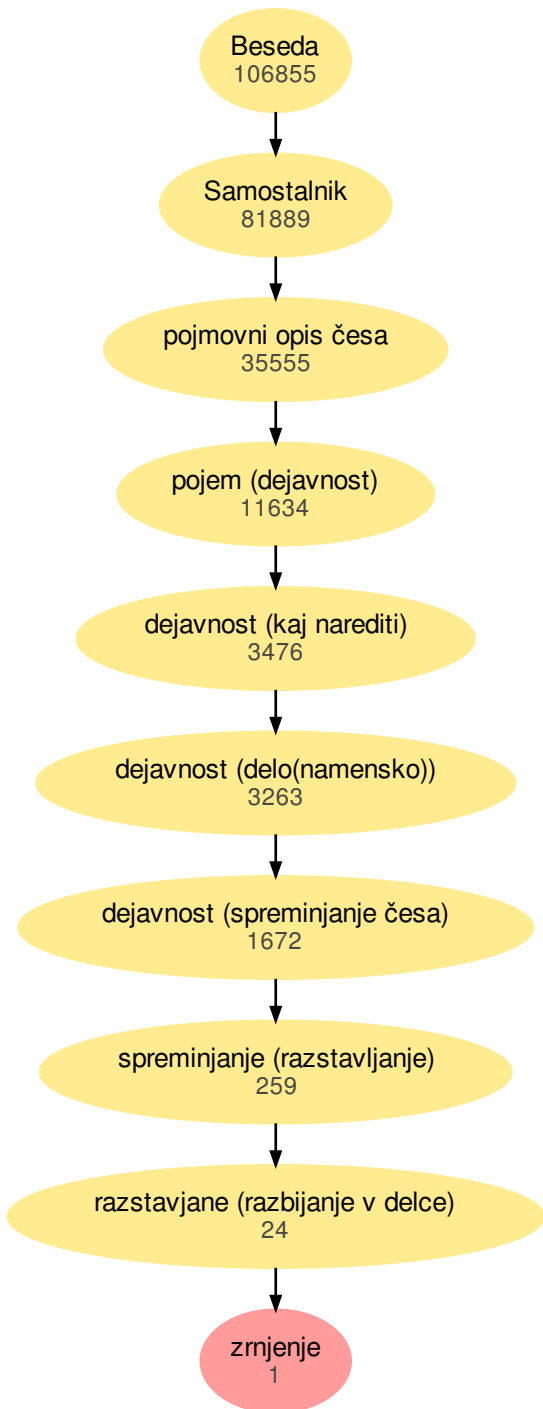 Beseda
106855
Samostalnik
81889
pojmovni opis česa
35555
pojem (dejavnost)
11634
dejavnost (kaj narediti)
3476
dejavnost (delo(namensko))
3263
dejavnost (spreminjanje česa)
1672
spreminjanje (razstavljanje)
259
razstavjane (razbijanje v delce)
24
zrnjenje
1